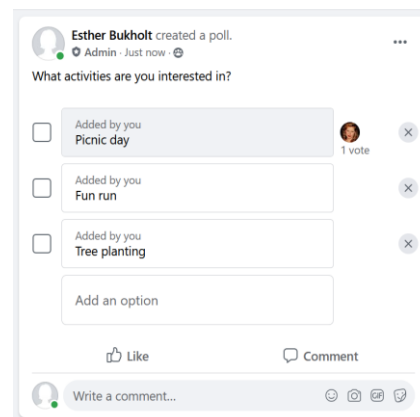 Esther Bukholt created a poll.
Admin · Just now ·
What activities are you interested in?
Added by you
Picnic day
1 vote
Added by you
Fun run
Added by you
Tree planting
Add an option
Like
Comment
Write a comment...
GIF